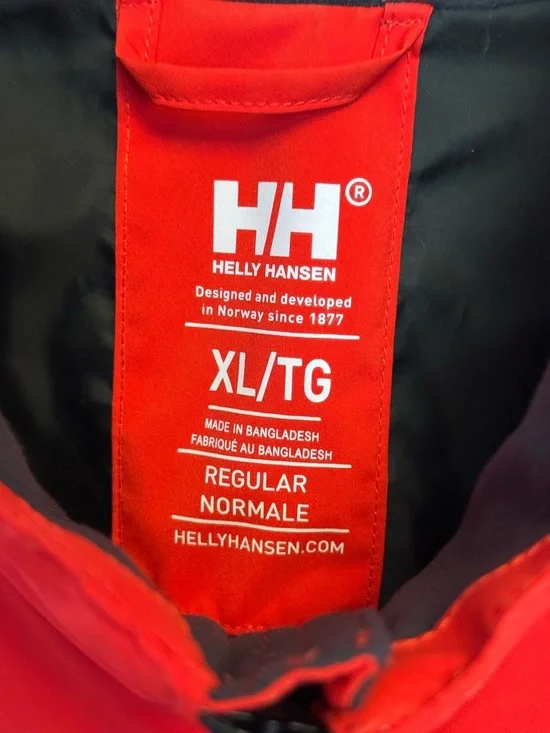 HH®
HELLY HANSEN
Designed and developed
in Norway since 1877
XL/TG
MADE IN BANGLADESH
FABRIQUÉ AU BANGLADESH
REGULAR
NORMALE
HELLYHANSEN.COM